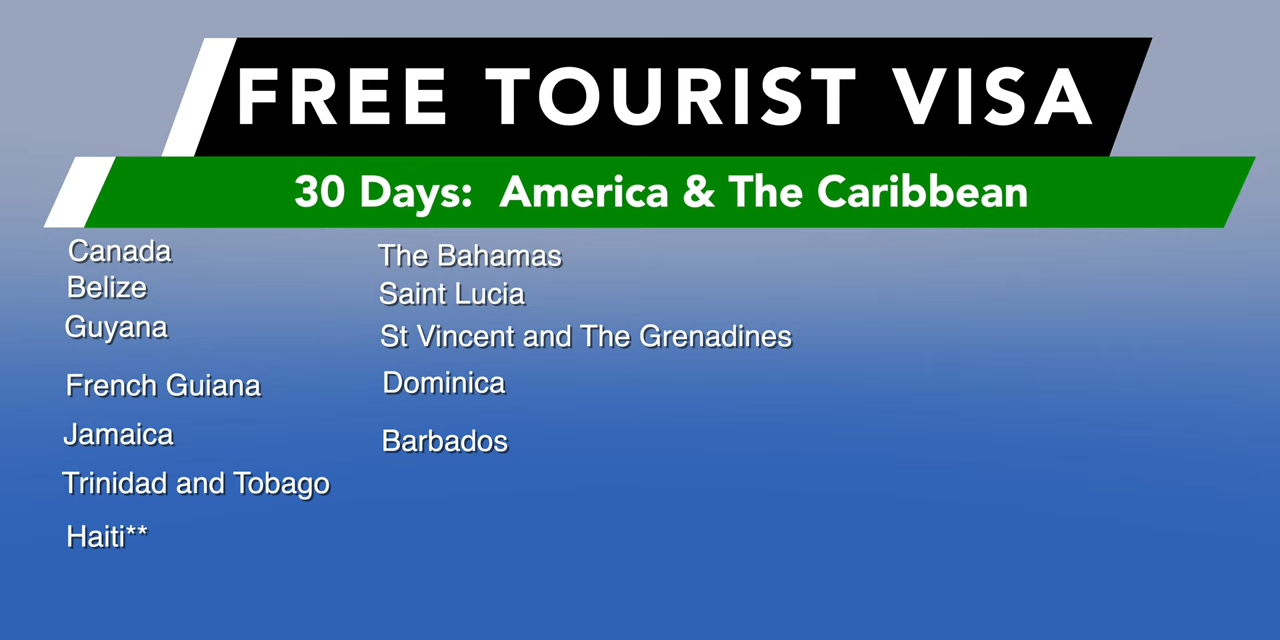 FREE TOURIST VISA
30 Days: America & The Caribbean
Canada
Belize
Guyana
French Guiana
Jamaica
Trinidad and Tobago
Haiti**
The Bahamas
Saint Lucia
St Vincent and The Grenadines
Dominica
Barbados